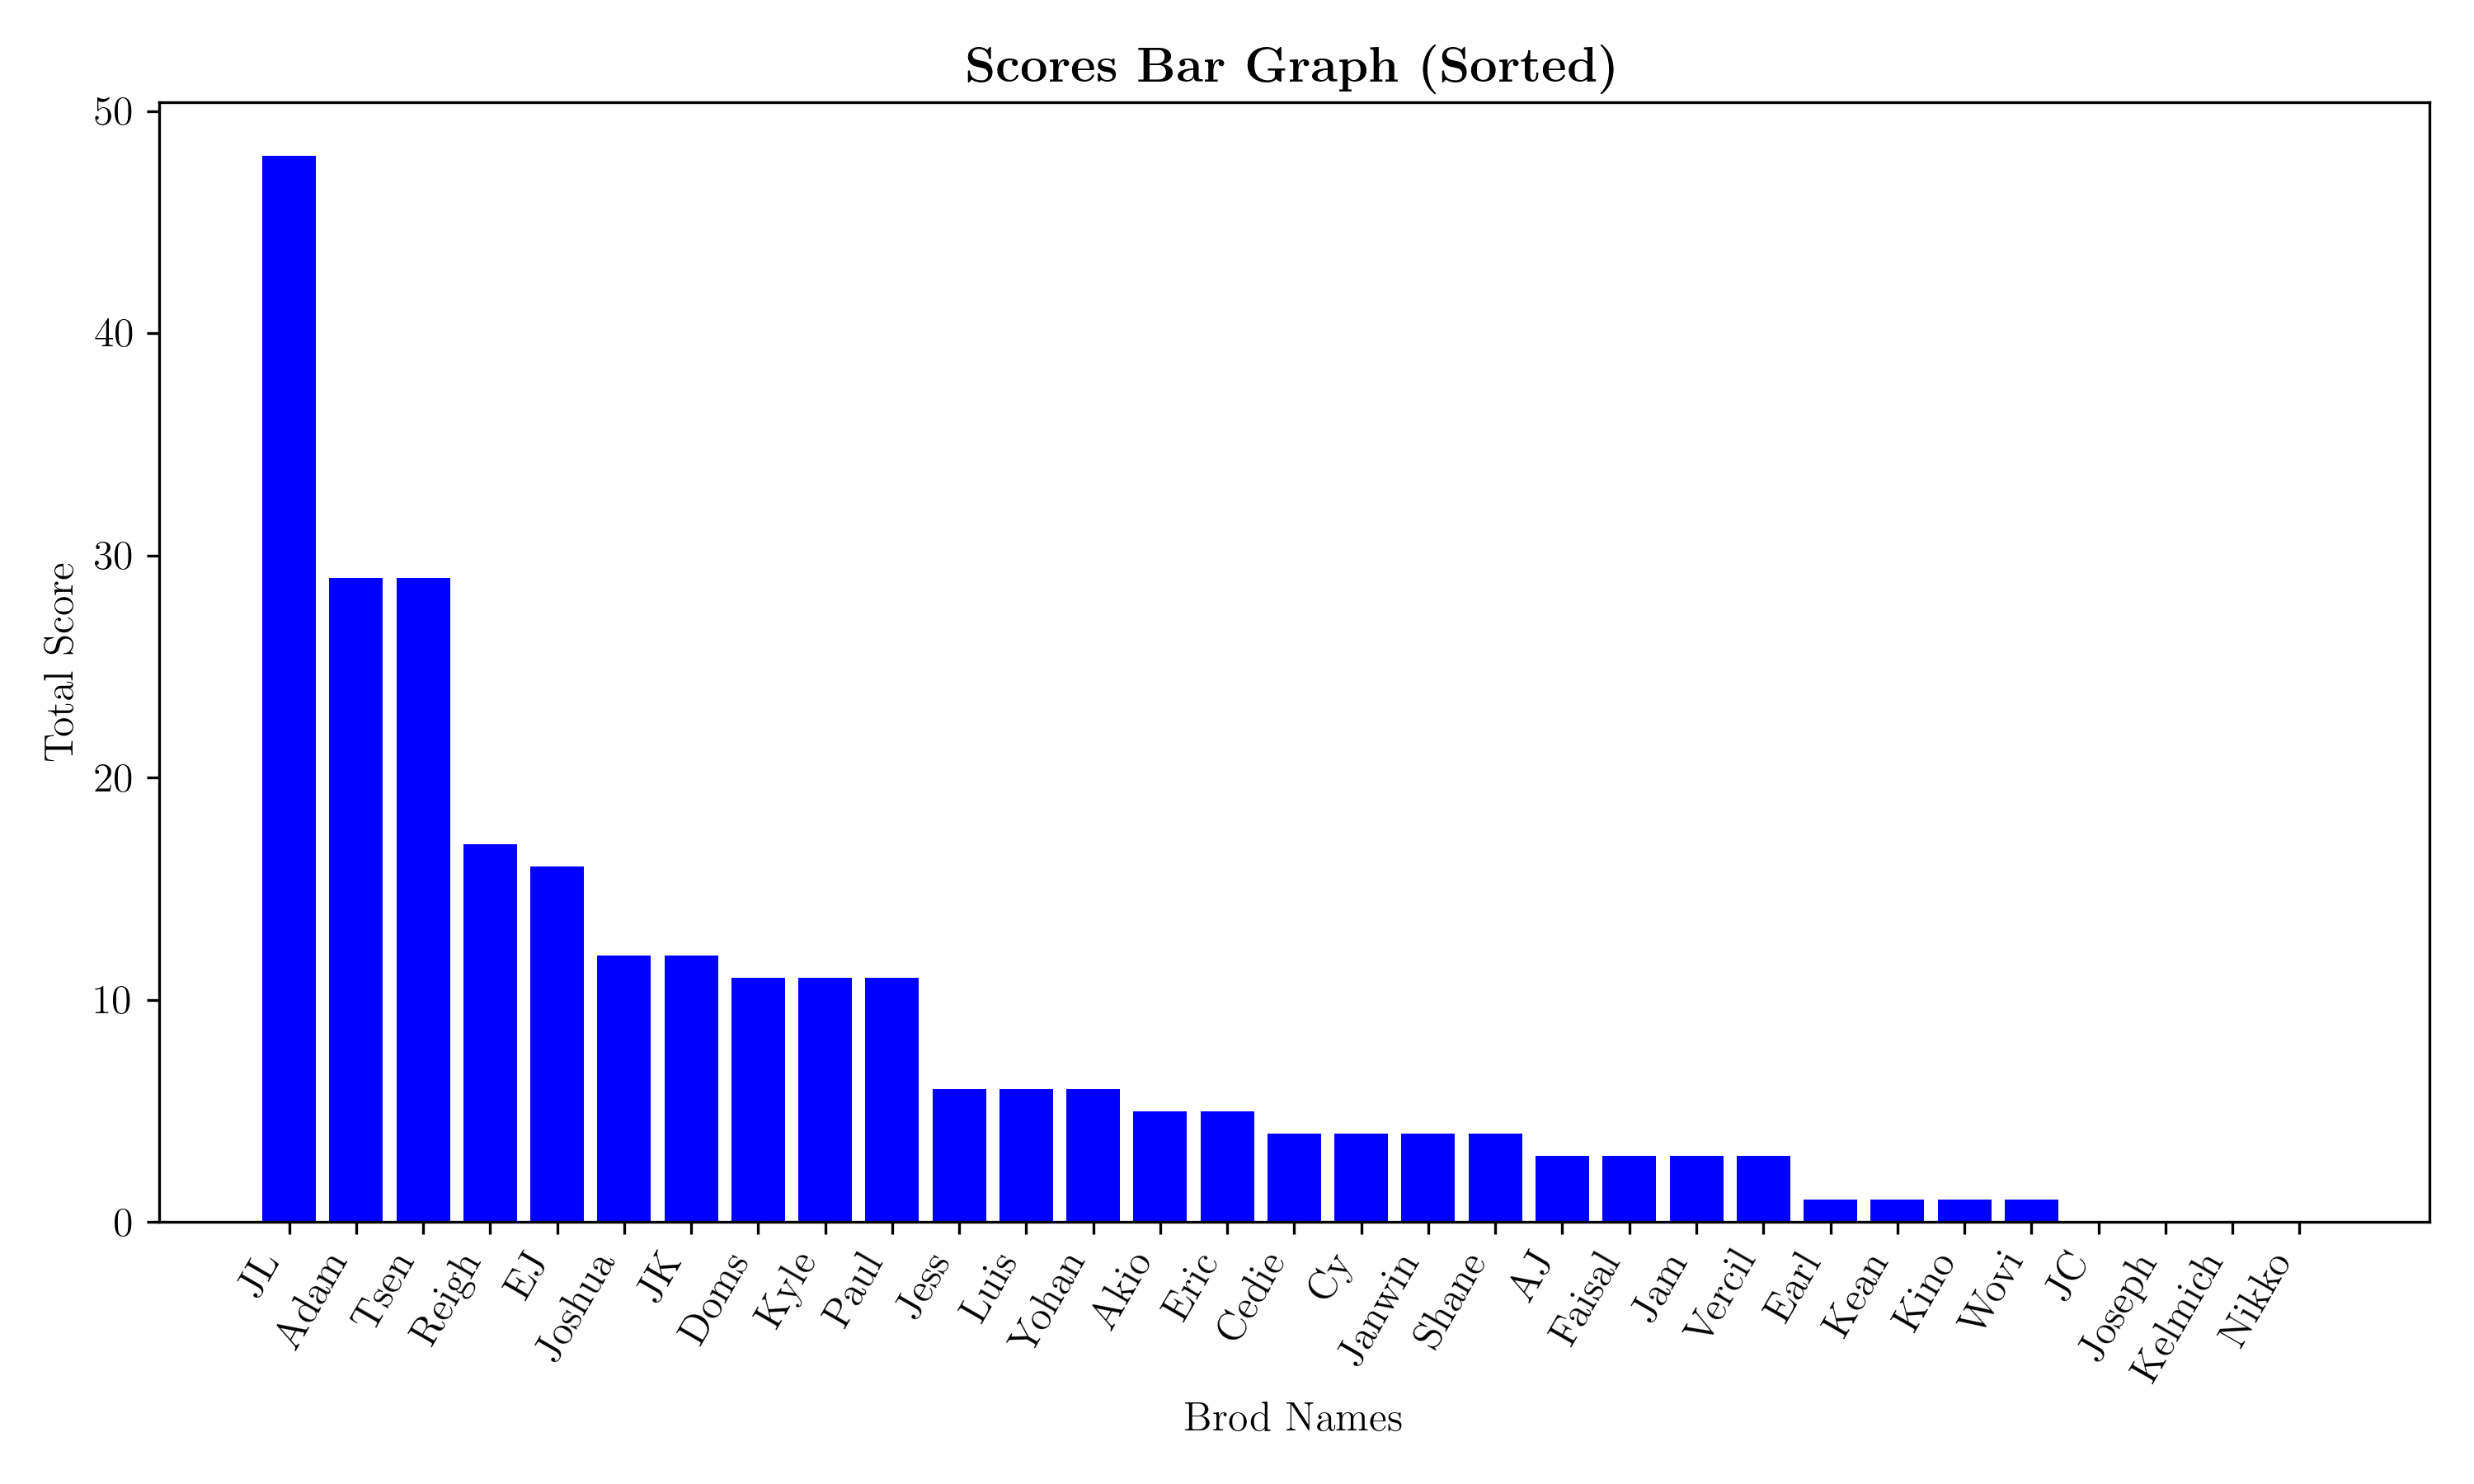 Scores Bar Graph (Sorted)
50
40
30
20
10
0
Total Score
JL
Adam
Tsen
Reigh
EJ
Joshua
JK
Doms
Kyle
Paul
Jess
Luis
Yohan
Akio
Eric
Cedie
Cy
Janwin
Shane
AJ
Faisal
Jam
Vercil
Earl
Kean
Kino
Wovi
JC
Joseph
Kelmich
Nikko
Brod Names